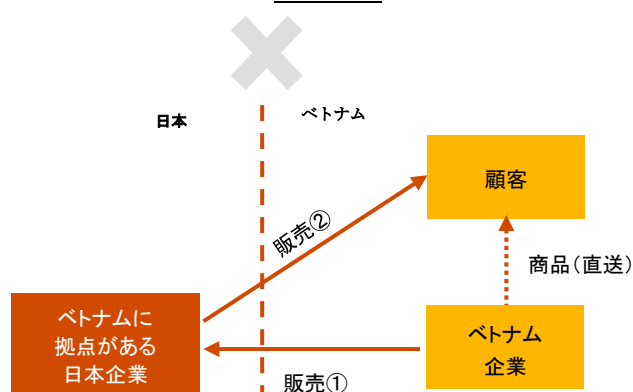 日本
ベトナム
顧客
販売②
商品(直送)
ベトナムに
拠点がある
日本企業
ベトナム
企業
販売①